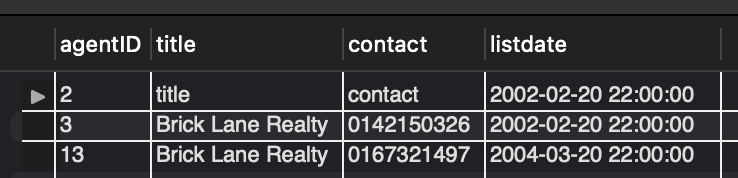 agentID title contact listdate
2 title contact 2002-02-20 22:00:00
3 Brick Lane Realty 0142150326 2002-02-20 22:00:00
13 Brick Lane Realty 0167321497 2004-03-20 22:00:00